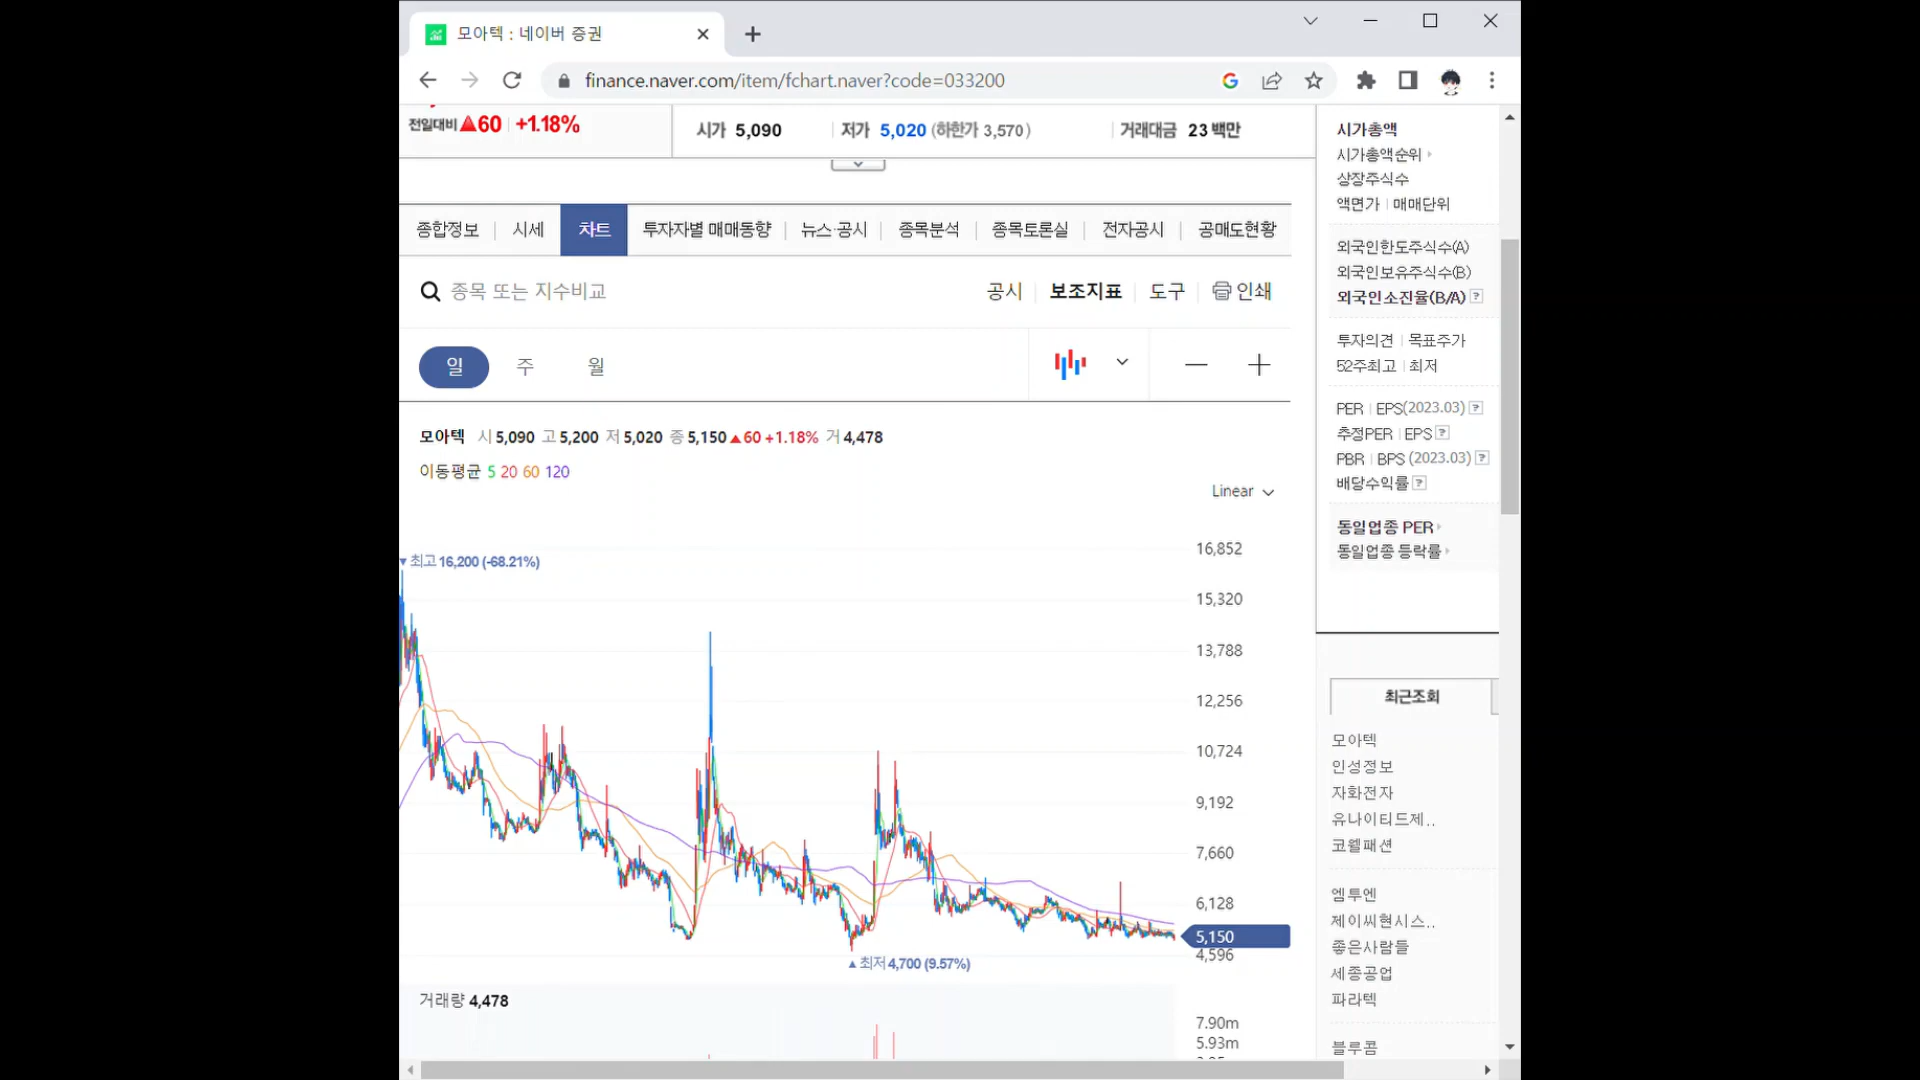 모아텍 : 네이버 증권
finance.naver.com/item/fchart.naver?code=033200
전일대비 ▲60 +1.18%
시가 5,090
저가 5,020 (하한가 3,570)
거래대금 23 백만
종합정보 시세 차트 투자자별 매매동향 뉴스·공시 종목분석 종목토론실 전자공시 공매도현황
종목 또는 지수비교
공시 보조지표 도구 인쇄
일 주 월
모아텍 시 5,090 고 5,200 저 5,020 종 5,150 ▲60 +1.18% 거 4,478
이동평균 5 20 60 120
Linear
▼최고 16,200 (-68.21%)
16,852
15,320
13,788
12,256
10,724
9,192
7,660
6,128
5,150
4,596
▲최저 4,700 (9.57%)
거래량 4,478
7.90m
5.93m
시가총액
시가총액순위
상장주식수
액면가 매매단위
외국인한도주식수(A)
외국인보유주식수(B)
외국인소진율(B/A) ?
투자의견 목표주가
52주최고 최저
PER EPS(2023.03) ?
추정PER EPS ?
PBR BPS (2023.03) ?
배당수익률 ?
동일업종 PER
동일업종 등락률
최근조회
모아텍
인성정보
자화전자
유나이티드제..
코웰패션
엠투엔
제이씨현시스..
좋은사람들
세종공업
파라텍
블루콤